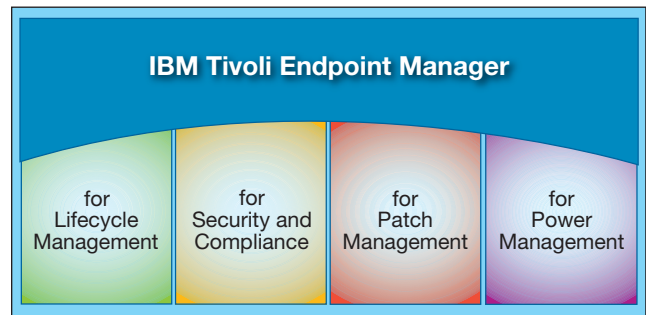 IBM Tivoli Endpoint Manager
for
Lifecycle
Management
for
Security and
Compliance
for
Patch
Management
for
Power
Management